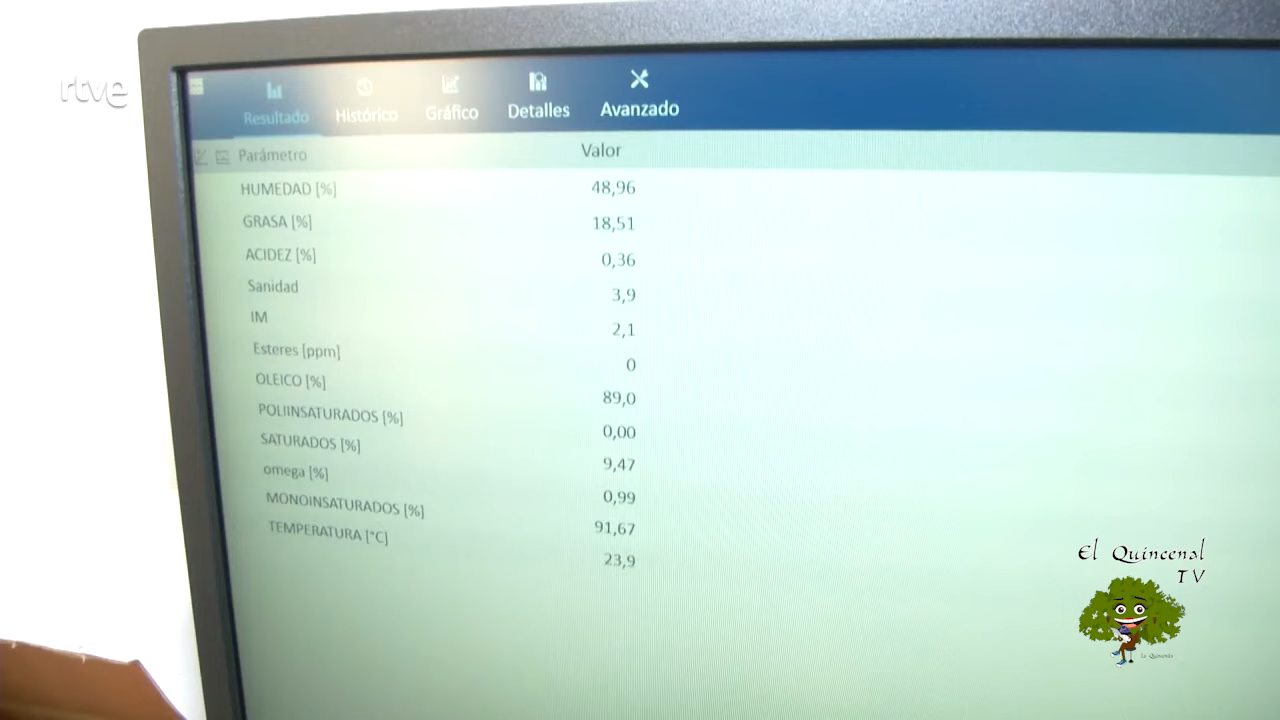 rtve
Resultado Histórico Gráfico Detalles Avanzado
Parámetro Valor
HUMEDAD [%] 48,96
GRASA [%] 18,51
ACIDEZ [%] 0,36
Sanidad 3,9
IM 2,1
Esteres [ppm] 0
OLEICO [%] 89,0
POLIINSATURADOS [%] 0,00
SATURADOS [%] 9,47
omega [%] 0,99
MONOINSATURADOS [%] 91,67
TEMPERATURA [°C] 23,9
El Quincenal
TV